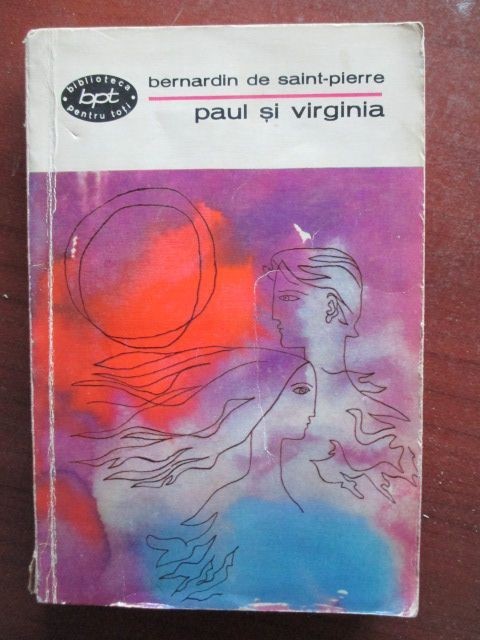 biblioteca
bpt
pentru toți
bernardin de saint-pierre
paul și virginia